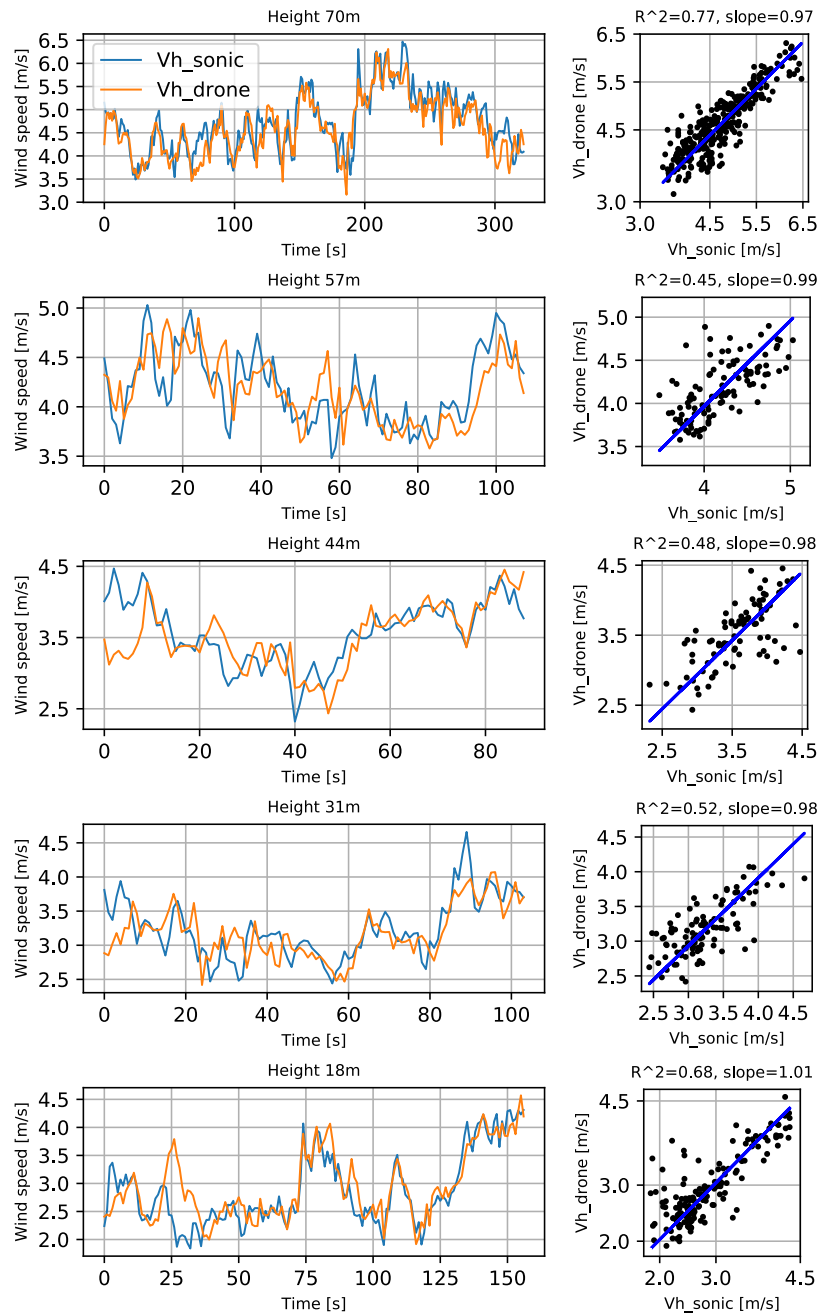 Height 70m
R^2=0.77, slope=0.97
Wind speed [m/s]
6.5
6.0
5.5
5.0
4.5
4.0
3.5
3.0
Vh_sonic
Vh_drone
0
100
200
300
Time [s]
Vh_drone [m/s]
6.5
5.5
4.5
3.0
3.0
4.5
5.5
6.5
Vh_sonic [m/s]
Height 57m
R^2=0.45, slope=0.99
Wind speed [m/s]
5.0
4.5
4.0
3.5
0
20
40
60
80
100
Time [s]
Vh_drone [m/s]
5.0
4.5
4.0
3.5
4
5
Vh_sonic [m/s]
Height 44m
R^2=0.48, slope=0.98
Wind speed [m/s]
4.5
3.5
2.5
0
20
40
60
80
Time [s]
Vh_drone [m/s]
4.5
3.5
2.5
2.5
3.5
4.5
Vh_sonic [m/s]
Height 31m
R^2=0.52, slope=0.98
Wind speed [m/s]
4.5
4.0
3.5
3.0
2.5
0
20
40
60
80
100
Time [s]
Vh_drone [m/s]
4.5
4.0
3.5
3.0
2.5
2.5
3.0
3.5
4.0
4.5
Vh_sonic [m/s]
Height 18m
R^2=0.68, slope=1.01
Wind speed [m/s]
4.5
4.0
3.5
3.0
2.5
2.0
0
25
50
75
100
125
150
Time [s]
Vh_drone [m/s]
4.5
3.0
2.0
2.0
3.0
4.5
Vh_sonic [m/s]